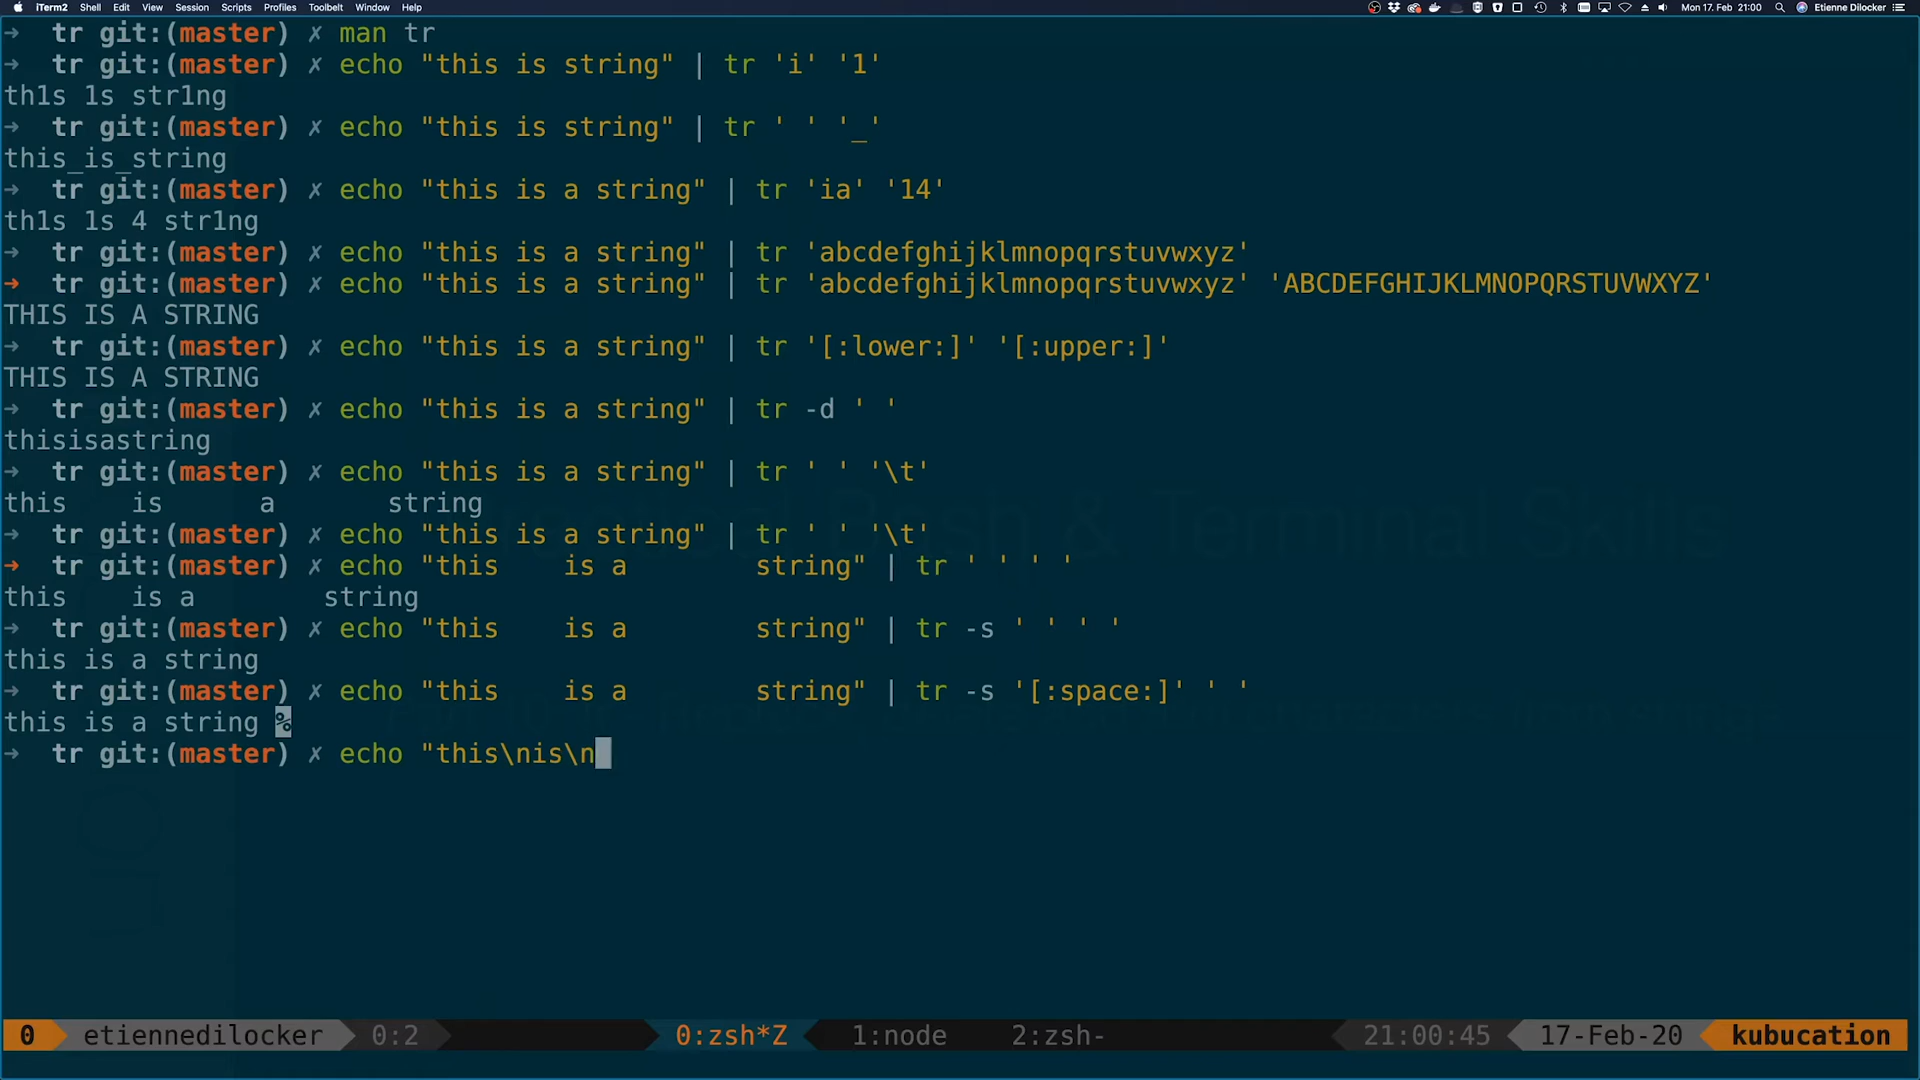 iTerm2 Shell Edit View Session Scripts Profiles Toolbelt Window Help Mon 17. Feb 21:00 Etienne Dilocker
→ tr git:(master) ✗ man tr
→ tr git:(master) ✗ echo "this is string" | tr 'i' '1'
th1s 1s str1ng
→ tr git:(master) ✗ echo "this is string" | tr ' ' '_'
this_is_string
→ tr git:(master) ✗ echo "this is a string" | tr 'ia' '14'
th1s 1s 4 str1ng
→ tr git:(master) ✗ echo "this is a string" | tr 'abcdefghijklmnopqrstuvwxyz'
→ tr git:(master) ✗ echo "this is a string" | tr 'abcdefghijklmnopqrstuvwxyz' 'ABCDEFGHIJKLMNOPQRSTUVWXYZ'
THIS IS A STRING
→ tr git:(master) ✗ echo "this is a string" | tr '[:lower:]' '[:upper:]'
THIS IS A STRING
→ tr git:(master) ✗ echo "this is a string" | tr -d ' '
thisisastring
→ tr git:(master) ✗ echo "this is a string" | tr ' ' '\t'
this    is      a       string
→ tr git:(master) ✗ echo "this is a string" | tr ' ' '\t'
→ tr git:(master) ✗ echo "this    is a        string" | tr ' ' ' '
this    is a        string
→ tr git:(master) ✗ echo "this    is a        string" | tr -s ' ' ' '
this is a string
→ tr git:(master) ✗ echo "this    is a        string" | tr -s '[:space:]' ' '
this is a string %
→ tr git:(master) ✗ echo "this\nis\n
0 etiennedilocker 0:2 0:zsh*Z 1:node 2:zsh- 21:00:45 17-Feb-20 kubucation